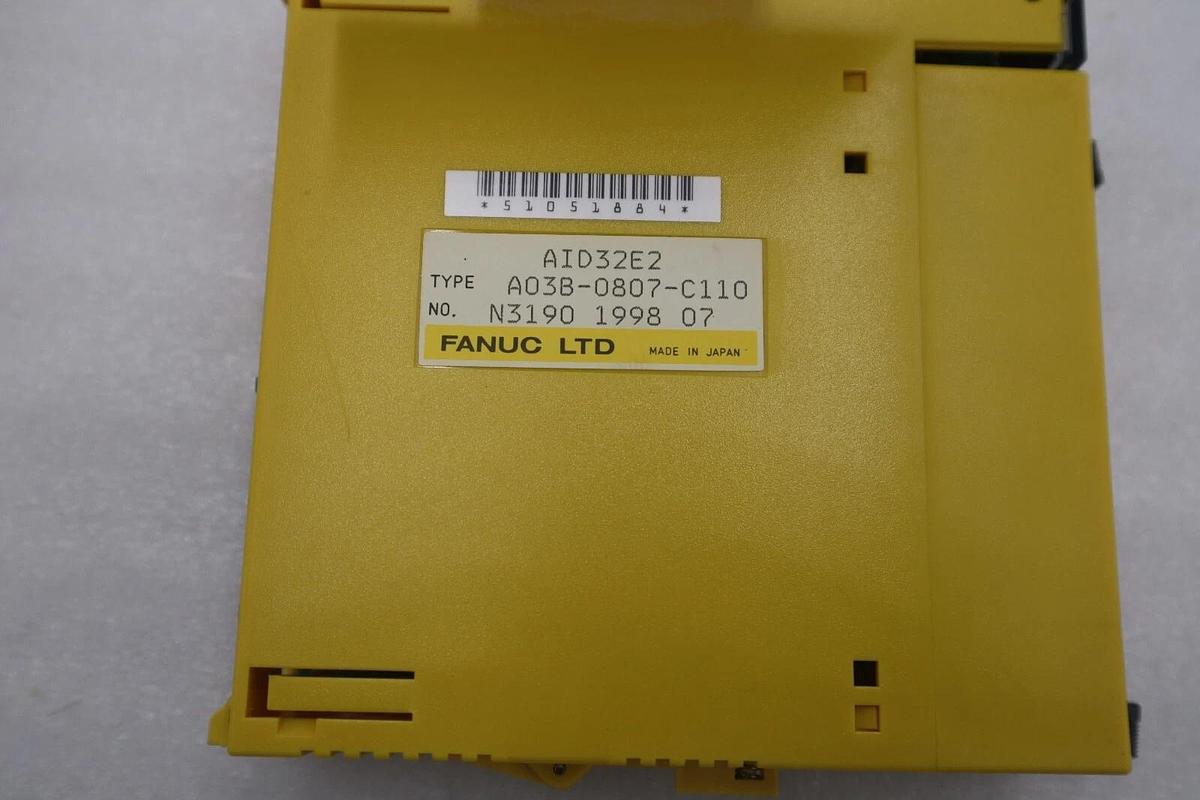 *51051884*
AID32E2
TYPE A03B-0807-C110
NO. N3190 1998 07
FANUC LTD MADE IN JAPAN